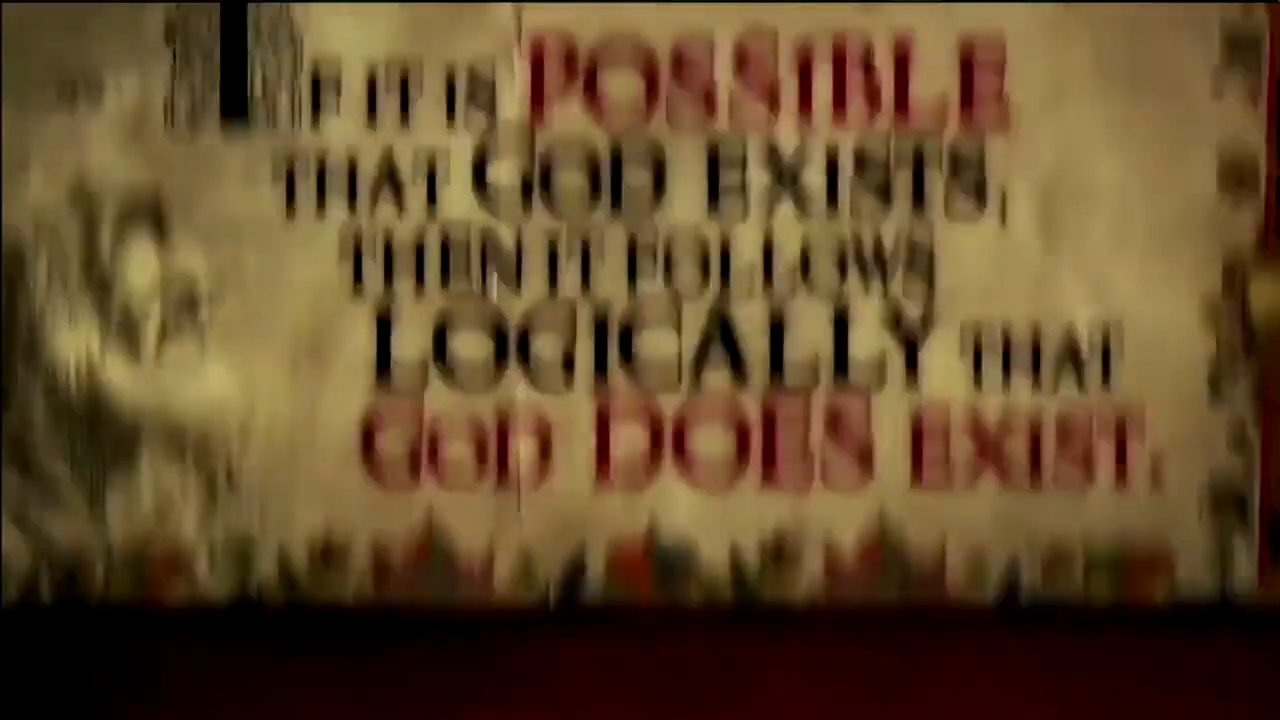 IF IT IS POSSIBLE
THAT GOD EXISTS,
THEN IT FOLLOWS
LOGICALLY THAT
GOD DOES EXIST.